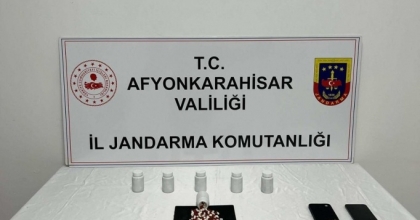 T.C.
AFYONKARAHİSAR
VALİLİĞİ
İL JANDARMA KOMUTANLIĞI